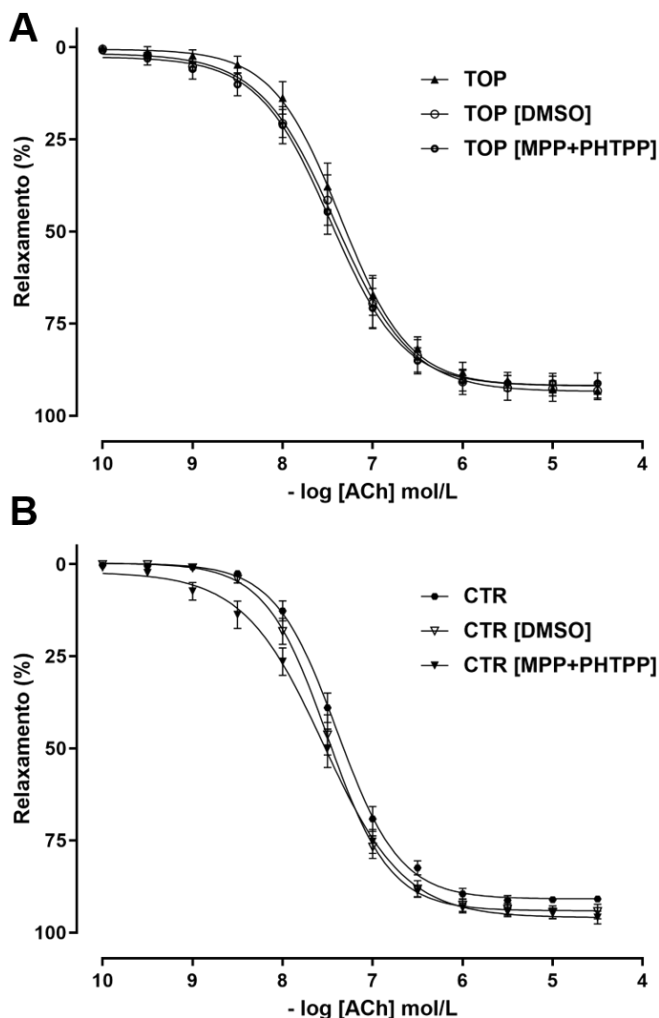 A
0
25
50
75
100
Relaxamento (%)
TOP
TOP [DMSO]
TOP [MPP+PHTPP]
10 9 8 7 6 5 4
- log [ACh] mol/L
B
0
25
50
75
100
Relaxamento (%)
CTR
CTR [DMSO]
CTR [MPP+PHTPP]
10 9 8 7 6 5 4
- log [ACh] mol/L